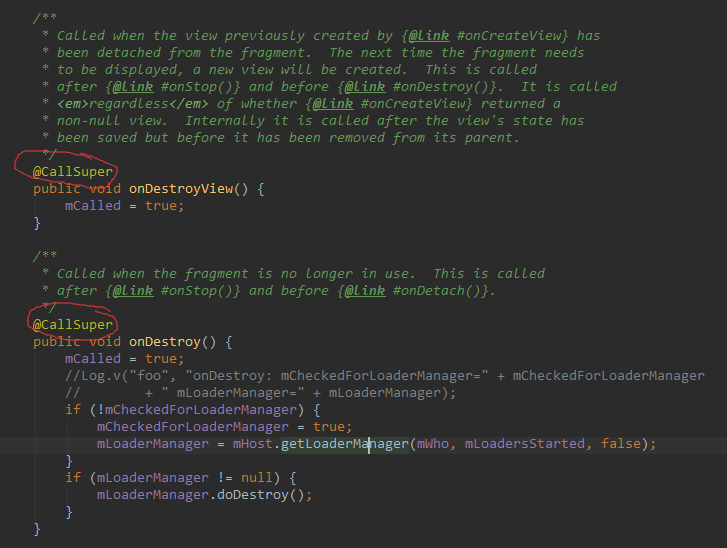 /**
 * Called when the view previously created by {@link #onCreateView} has
 * been detached from the fragment.  The next time the fragment needs
 * to be displayed, a new view will be created.  This is called
 * after {@link #onStop()} and before {@link #onDestroy()}.  It is called
 * <em>regardless</em> of whether {@link #onCreateView} returned a
 * non-null view.  Internally it is called after the view's state has
 * been saved but before it has been removed from its parent.
 */
@CallSuper
public void onDestroyView() {
    mCalled = true;
}
/**
 * Called when the fragment is no longer in use.  This is called
 * after {@link #onStop()} and before {@link #onDetach()}.
 */
@CallSuper
public void onDestroy() {
    mCalled = true;
    //Log.v("foo", "onDestroy: mCheckedForLoaderManager=" + mCheckedForLoaderManager
    //        + " mLoaderManager=" + mLoaderManager);
    if (!mCheckedForLoaderManager) {
        mCheckedForLoaderManager = true;
        mLoaderManager = mHost.getLoaderManager(mWho, mLoadersStarted, false);
    }
    if (mLoaderManager != null) {
        mLoaderManager.doDestroy();
    }
}